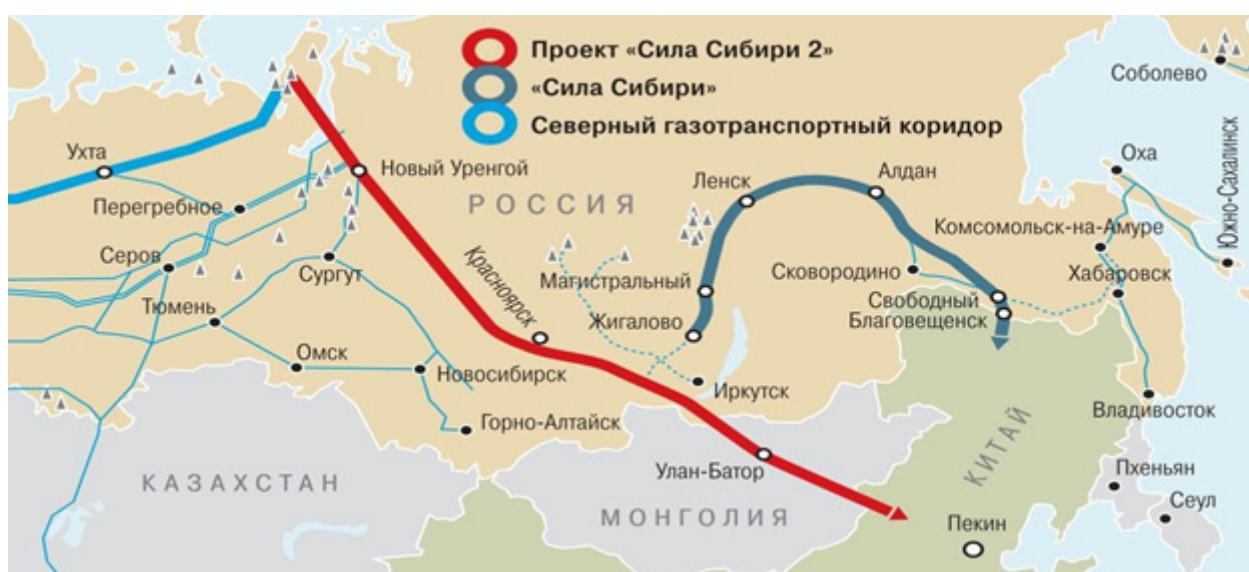 Проект «Сила Сибири 2»
«Сила Сибири»
Северный газотранспортный коридор
Соболево
Ухта
Новый Уренгой
Ленск
Алдан
Оха
Южно-Сахалинск
Перегребное
РОССИЯ
Комсомольск-на-Амуре
Серов
Сургут
Красноярск
Магистральный
Сковородино
Хабаровск
Тюмень
Жигалово
Свободный
Благовещенск
Омск
Новосибирск
Иркутск
Владивосток
Горно-Алтайск
КАЗАХСТАН
Улан-Батор
КИТАЙ
Пхеньян
Сеул
МОНГОЛИЯ
Пекин